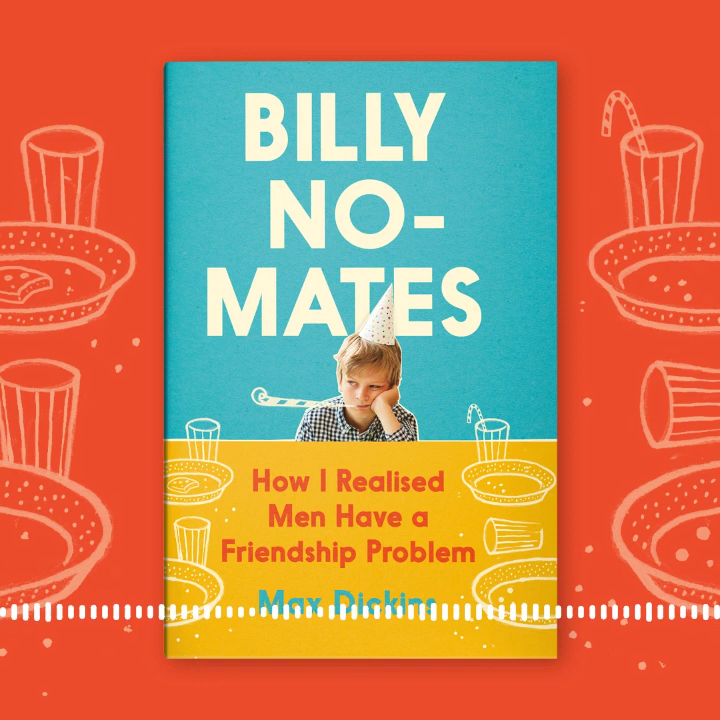 BILLY
NO-
MATES
How I Realised
Men Have a
Friendship Problem
Max Dickins